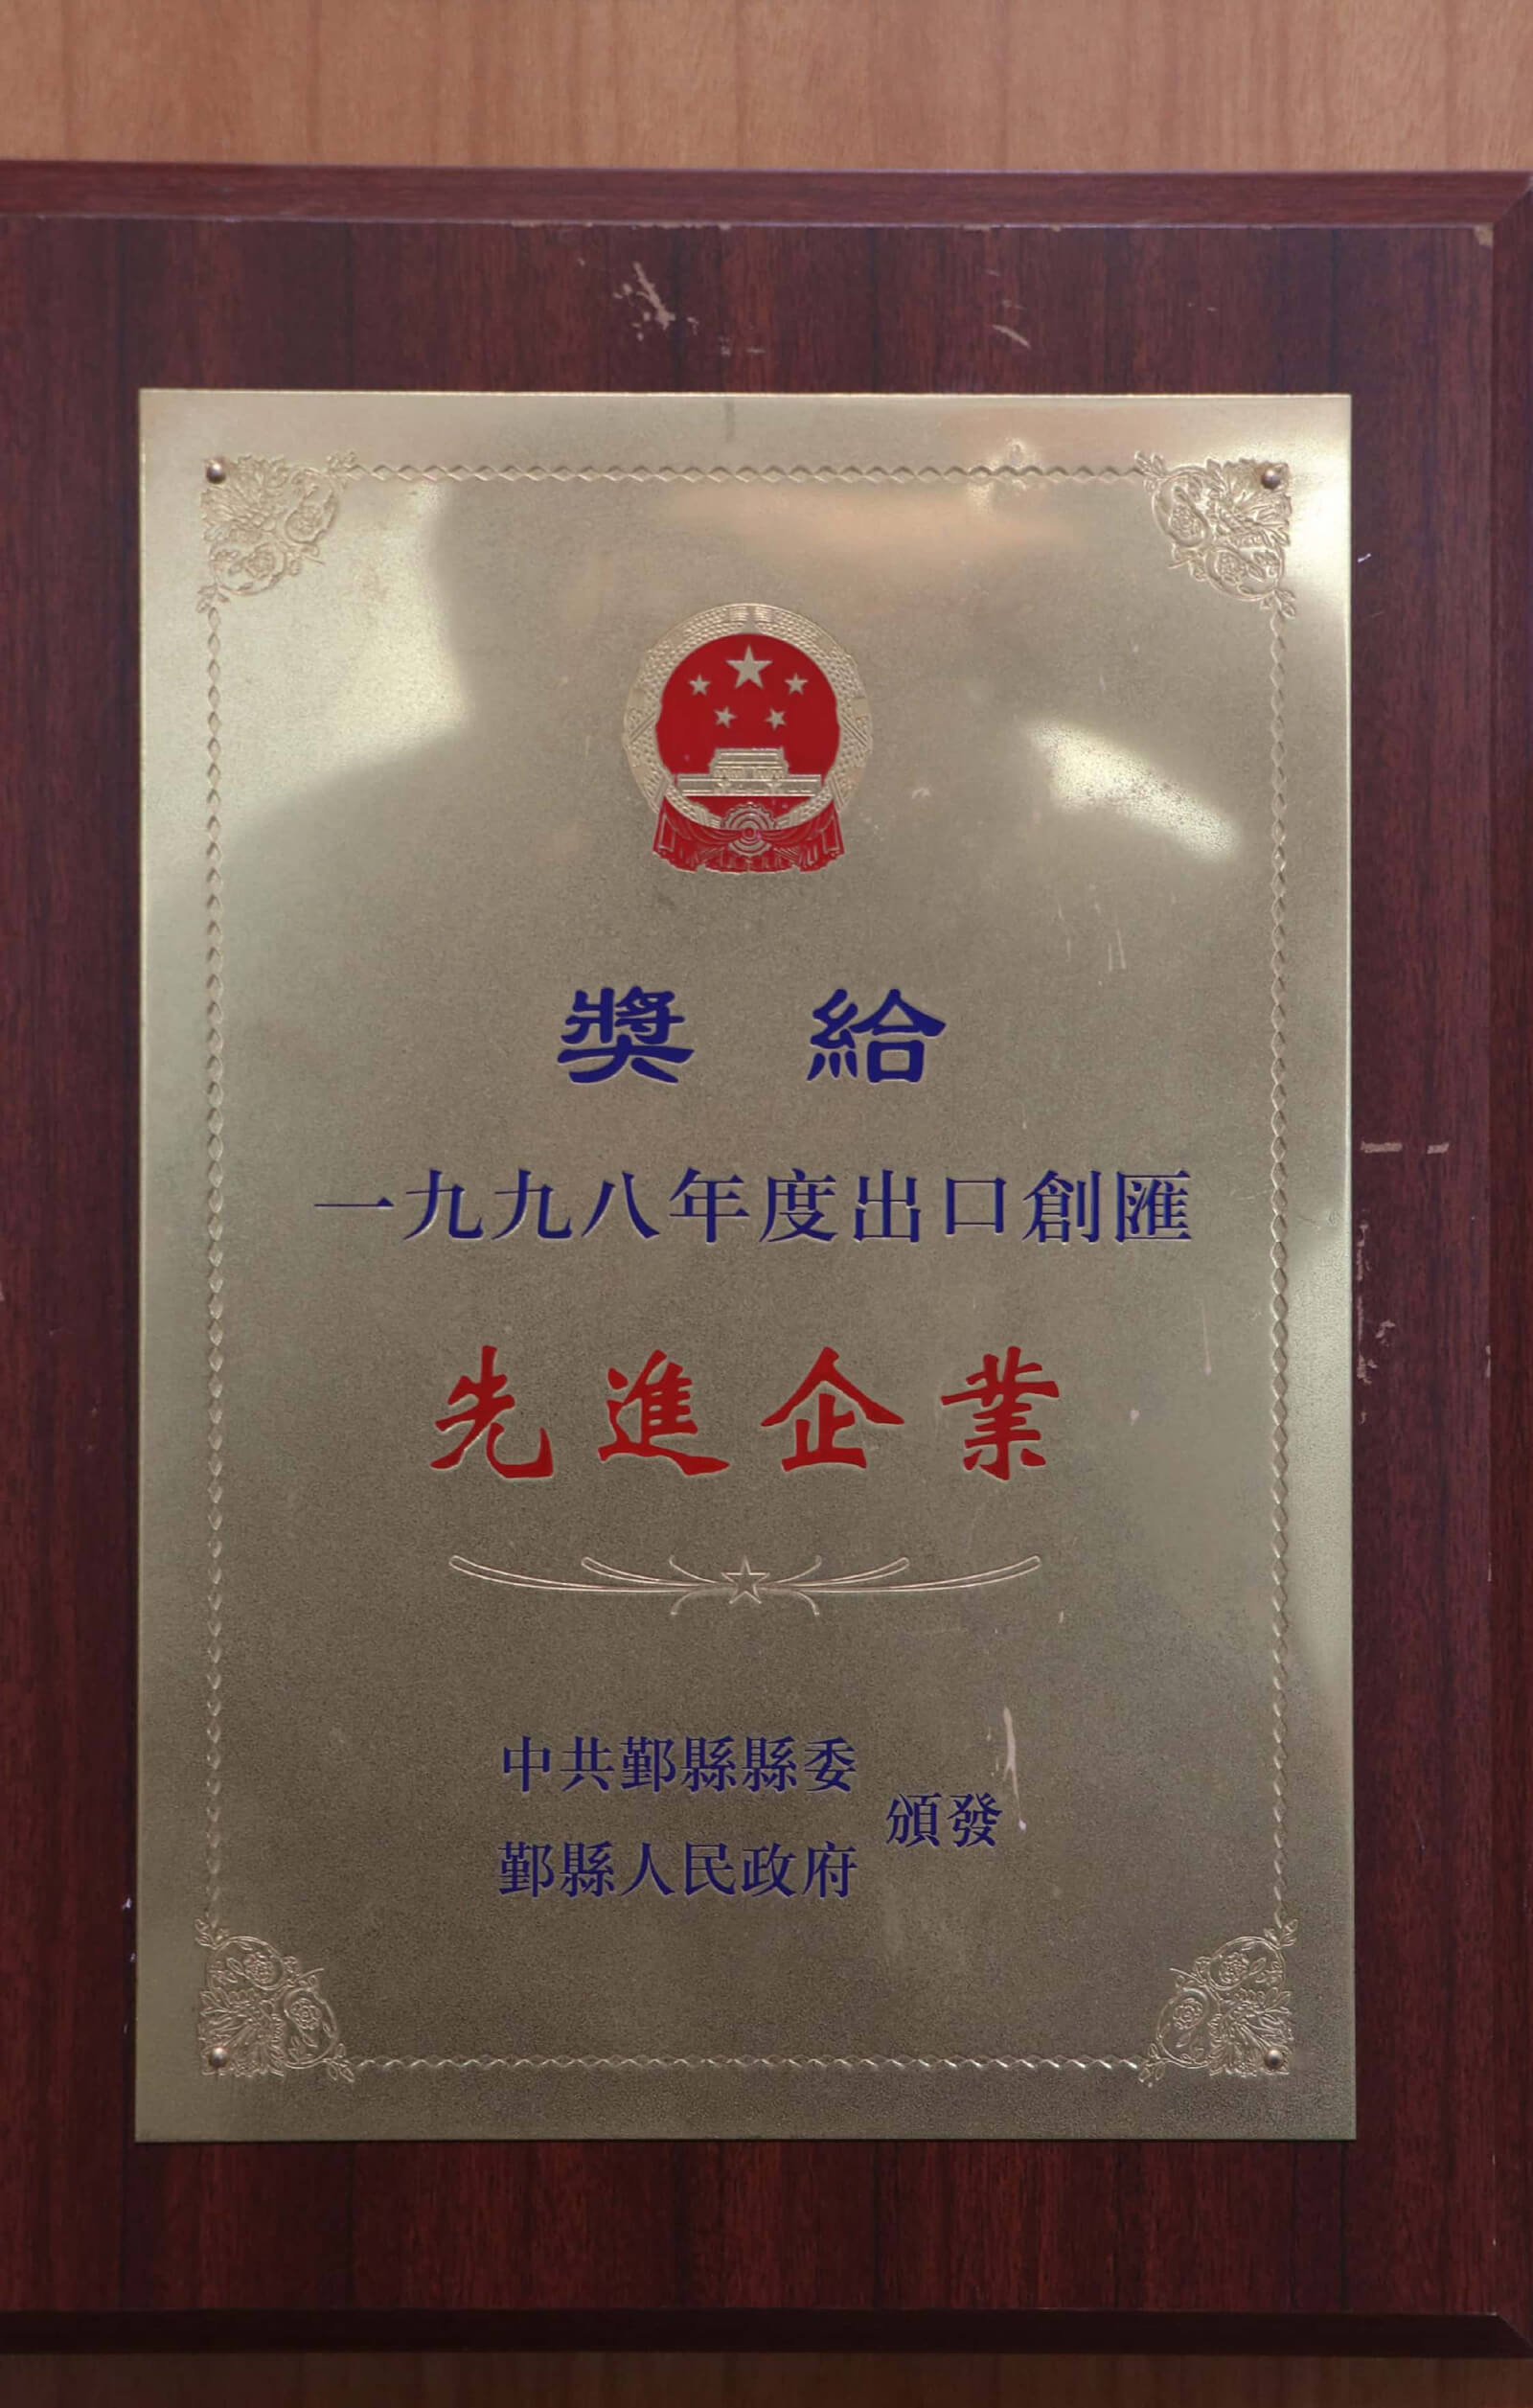 獎 給
一九九八年度出口創匯
先進企業
中共鄞縣縣委
鄞縣人民政府
頒發